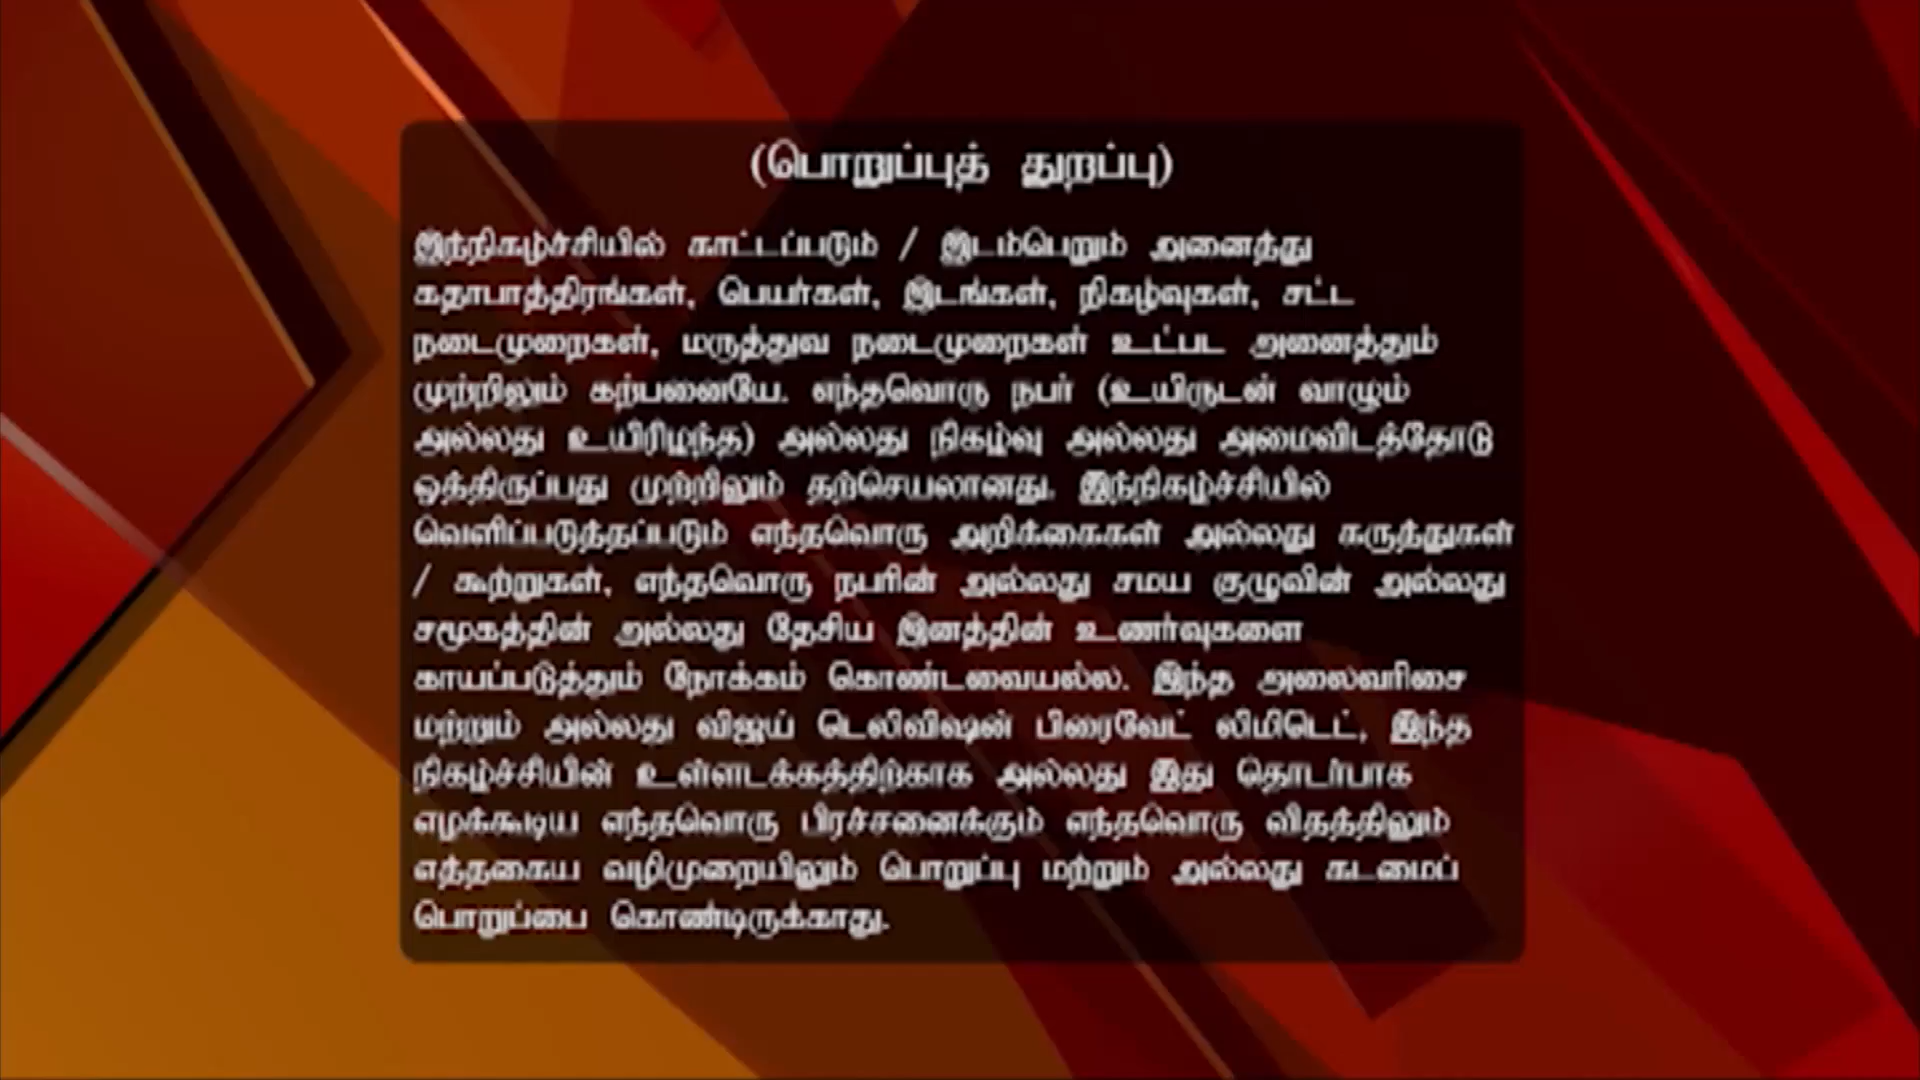 (பொறுப்புத் துறப்பு)
இந்நிகழ்ச்சியில் காட்டப்படும் / இடம்பெறும் அனைத்து
கதாபாத்திரங்கள், பெயர்கள், இடங்கள், நிகழ்வுகள், சட்ட
நடைமுறைகள், மருத்துவ நடைமுறைகள் உட்பட அனைத்தும்
முற்றிலும் கற்பனையே. எந்தவொரு நபர் (உயிருடன் வாழும்
அல்லது உயிரிழந்த) அல்லது நிகழ்வு அல்லது அமைவிடத்தோடு
ஒத்திருப்பது முற்றிலும் தற்செயலானது. இந்நிகழ்ச்சியில்
வெளிப்படுத்தப்படும் எந்தவொரு அறிக்கைகள் அல்லது கருத்துகள்
/ கூற்றுகள், எந்தவொரு நபரின் அல்லது சமய குழுவின் அல்லது
சமூகத்தின் அல்லது தேசிய இனத்தின் உணர்வுகளை
காயப்படுத்தும் நோக்கம் கொண்டவையல்ல. இந்த அலைவரிசை
மற்றும் அல்லது விஜய் டெலிவிஷன் பிரைவேட் லிமிடெட், இந்த
நிகழ்ச்சியின் உள்ளடக்கத்திற்காக அல்லது இது தொடர்பாக
எழக்கூடிய எந்தவொரு பிரச்சனைக்கும் எந்தவொரு விதத்திலும்
எத்தகைய வழிமுறையிலும் பொறுப்பு மற்றும் அல்லது கடமைப்
பொறுப்பை கொண்டிருக்காது.